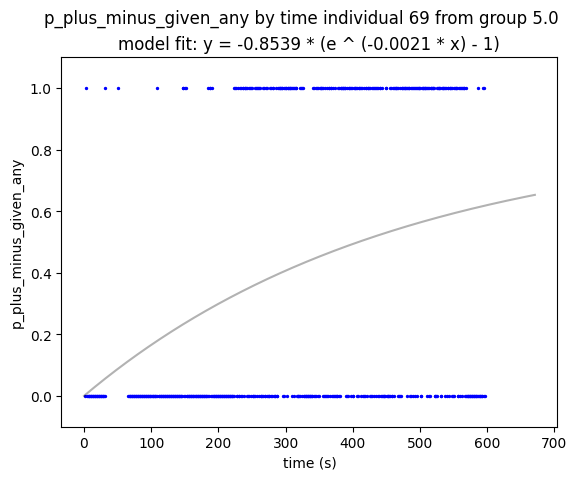 p_plus_minus_given_any by time individual 69 from group 5.0
model fit: y = -0.8539 * (e ^ (-0.0021 * x) - 1)
1.0
0.8
0.6
0.4
0.2
0.0
p_plus_minus_given_any
0 100 200 300 400 500 600 700
time (s)